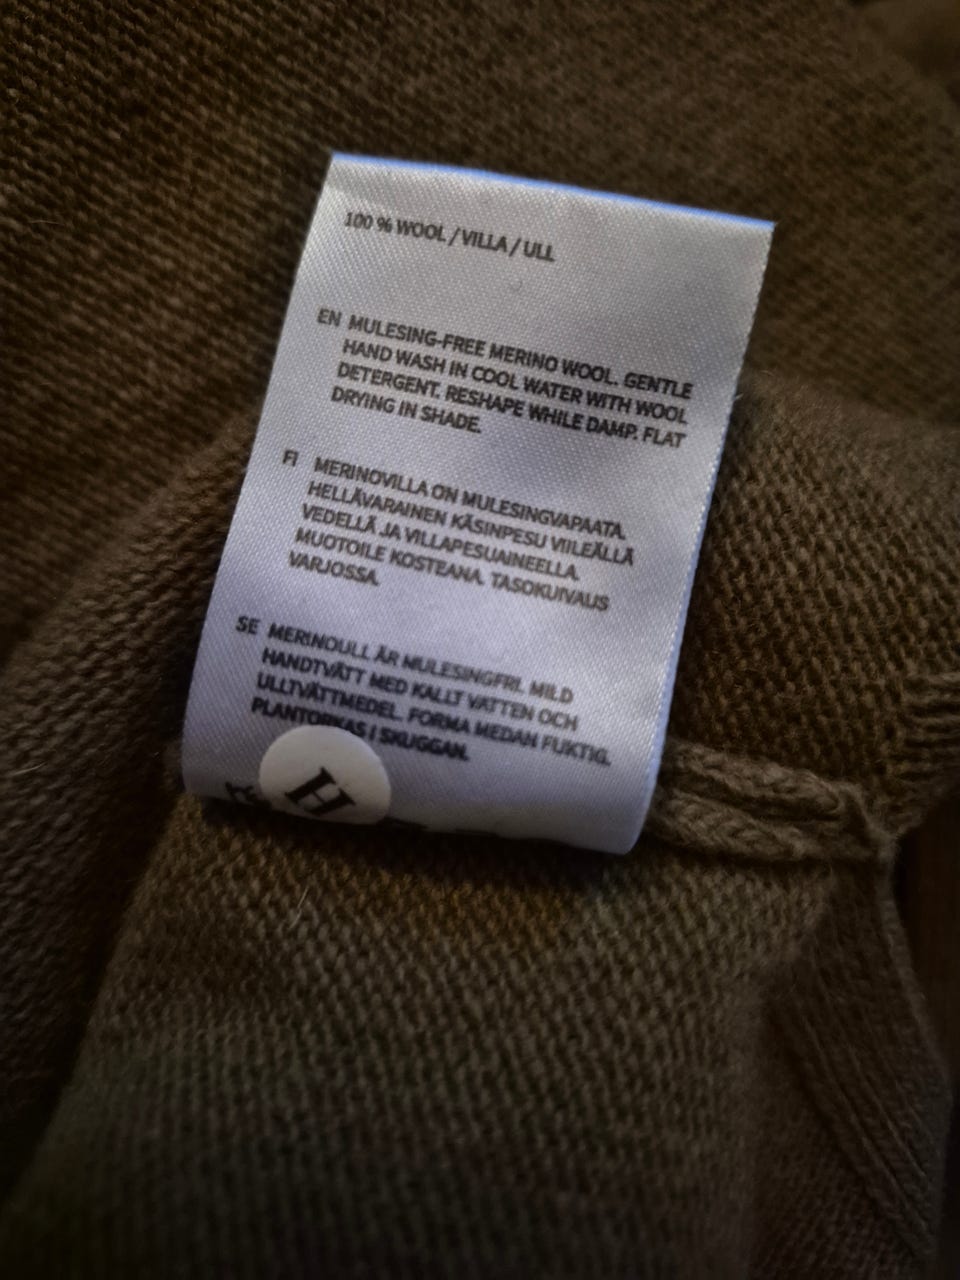 100 % WOOL / VILLA / ULL
EN MULESING-FREE MERINO WOOL. GENTLE
HAND WASH IN COOL WATER WITH WOOL
DETERGENT. RESHAPE WHILE DAMP. FLAT
DRYING IN SHADE.
FI MERINOVILLA ON MULESINGVAPAATA.
HELLÄVARAINEN KÄSINPESU VIILEÄLLÄ
VEDELLÄ JA VILLAPESUAINEELLA.
MUOTOILE KOSTEANA. TASOKUIVAUS
VARJOSSA.
SE MERINOULL ÄR MULESINGFRI. MILD
HANDTVÄTT MED KALLT VATTEN OCH
ULLTVÄTTMEDEL. FORMA MEDAN FUKTIG.
PLANTORKAS I SKUGGAN.
H